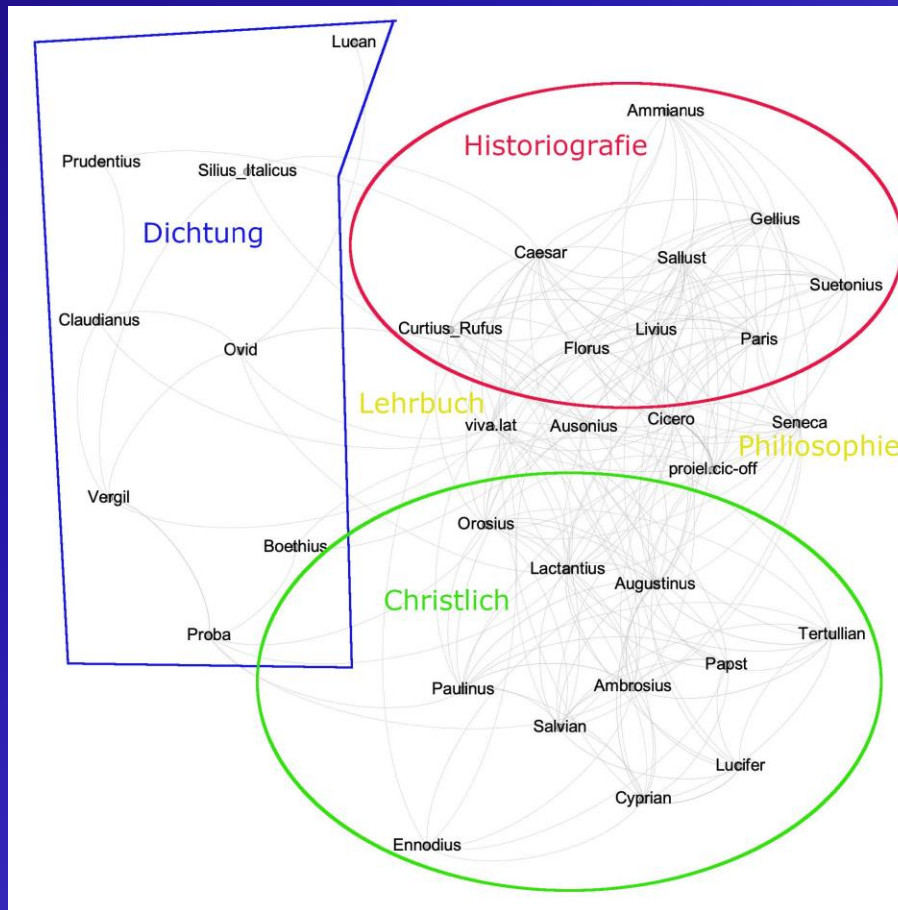 Lucan
Ammianus
Historiografie
Prudentius
Silius_Italicus
Gellius
Dichtung
Caesar
Sallust
Suetonius
Claudianus
Curtius_Rufus
Livius
Paris
Ovid
Florus
Lehrbuch
Cicero
Seneca
viva.lat
Ausonius
Philiosophie
proiel.cic-off
Vergil
Orosius
Boethius
Lactantius
Augustinus
Christlich
Proba
Tertullian
Papst
Paulinus
Ambrosius
Salvian
Lucifer
Cyprian
Ennodius